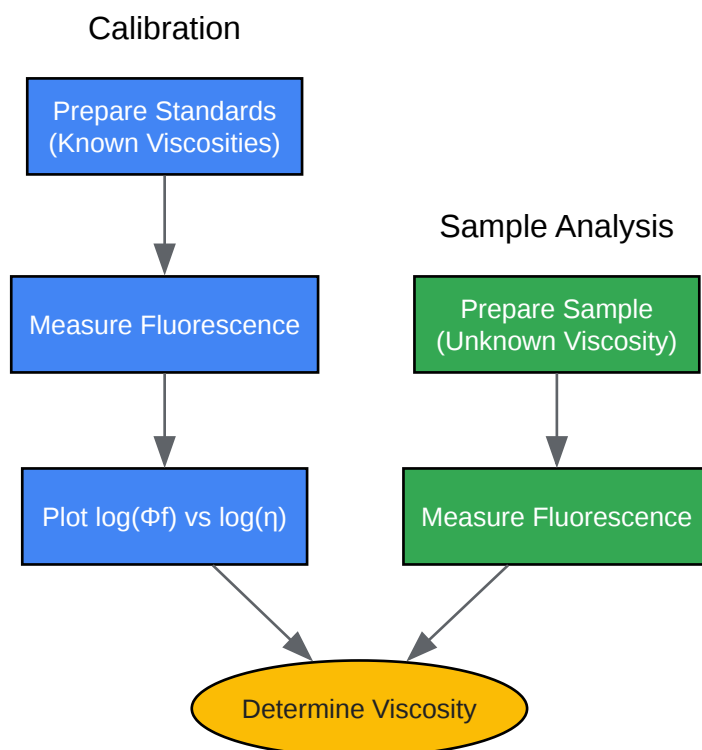 Calibration
Prepare Standards
(Known Viscosities)
Measure Fluorescence
Plot log(Φf) vs log(η)
Sample Analysis
Prepare Sample
(Unknown Viscosity)
Measure Fluorescence
Determine Viscosity